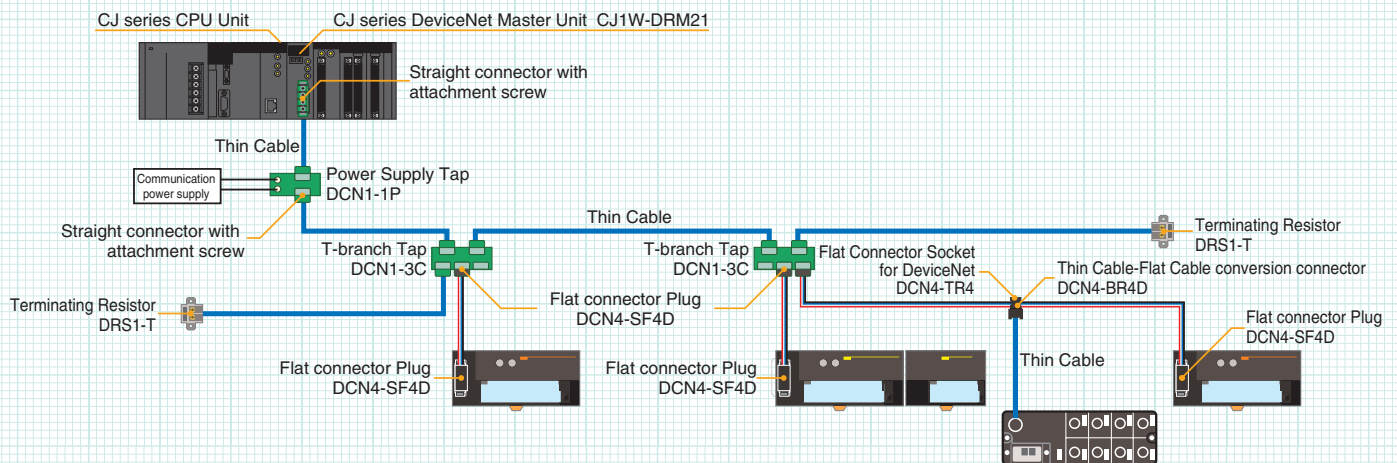 CJ series CPU Unit
CJ series DeviceNet Master Unit  CJ1W-DRM21
Straight connector with
attachment screw
Thin Cable
Communication
power supply
Power Supply Tap
DCN1-1P
Straight connector with
attachment screw
Thin Cable
T-branch Tap
DCN1-3C
T-branch Tap
DCN1-3C
Flat Connector Socket
for DeviceNet
DCN4-TR4
Terminating Resistor
DRS1-T
Thin Cable-Flat Cable conversion connector
DCN4-BR4D
Terminating Resistor
DRS1-T
Flat connector Plug
DCN4-SF4D
Flat connector Plug
DCN4-SF4D
Flat connector Plug
DCN4-SF4D
Flat connector Plug
DCN4-SF4D
Thin Cable